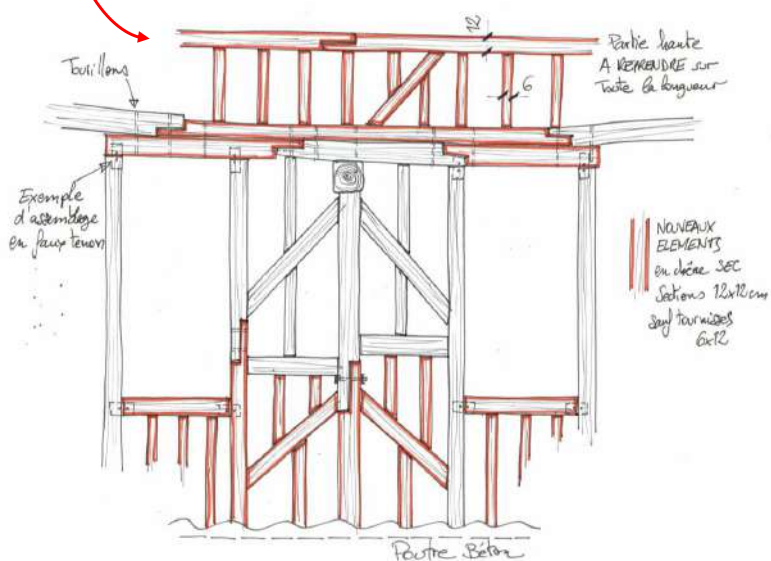 12
Partie haute
A REPRENDRE sur
Toute la longueur
Tourillons
6
Exemple
d'assemblage
en faux tenon
NOUVEAUX
ELEMENTS
en chêne SEC
Sections 12x12cm
sauf tournisses
6x12
Poutre Béton